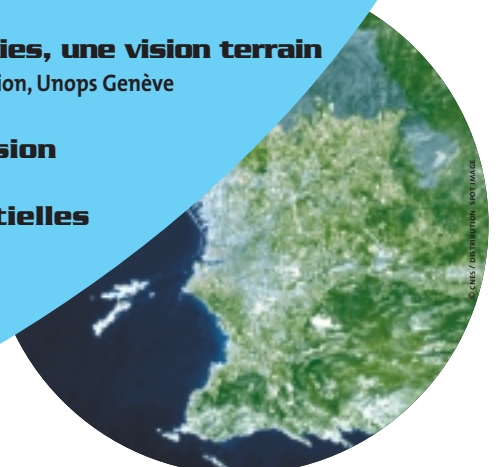 ies, une vision terrain
ion, Unops Genève
sion
tielles
© CNES / DISTRIBUTION SPOT IMAGE